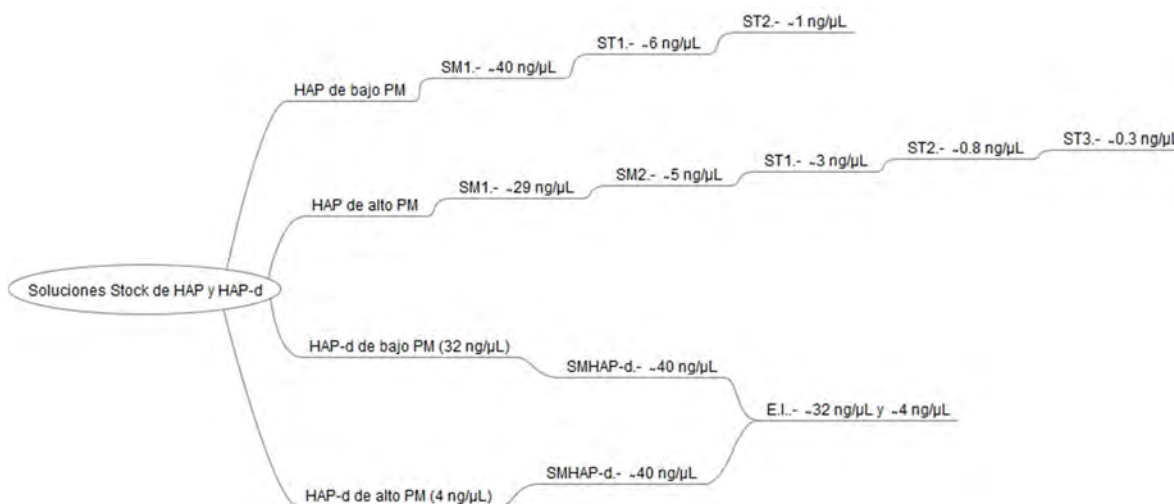 Soluciones Stock de HAP y HAP-d
HAP de bajo PM
SM1.- ~40 ng/µL
ST1.- ~6 ng/µL
ST2.- ~1 ng/µL
HAP de alto PM
SM1.- ~29 ng/µL
SM2.- ~5 ng/µL
ST1.- ~3 ng/µL
ST2.- ~0.8 ng/µL
ST3.- ~0.3 ng/µL
HAP-d de bajo PM (32 ng/µL)
SMHAP-d.- ~40 ng/µL
HAP-d de alto PM (4 ng/µL)
SMHAP-d.- ~40 ng/µL
E.I..- ~32 ng/µL y ~4 ng/µL